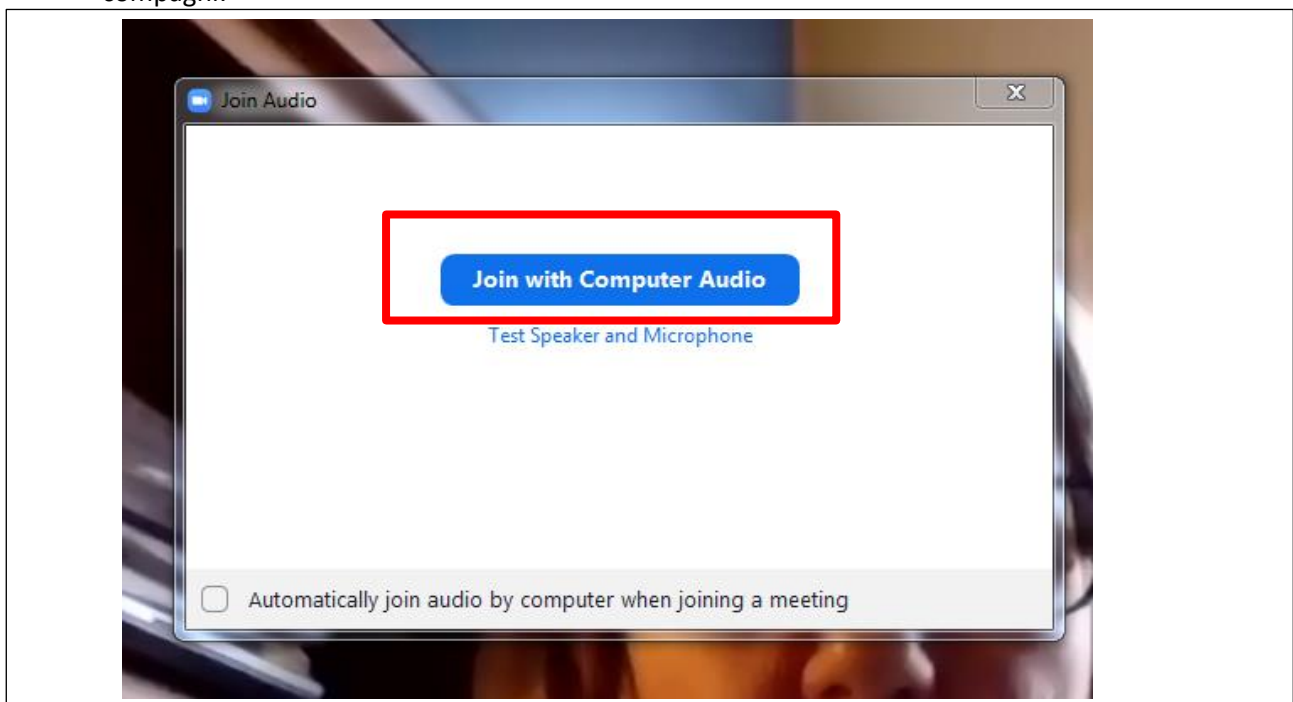 Join Audio
Join with Computer Audio
Test Speaker and Microphone
Automatically join audio by computer when joining a meeting